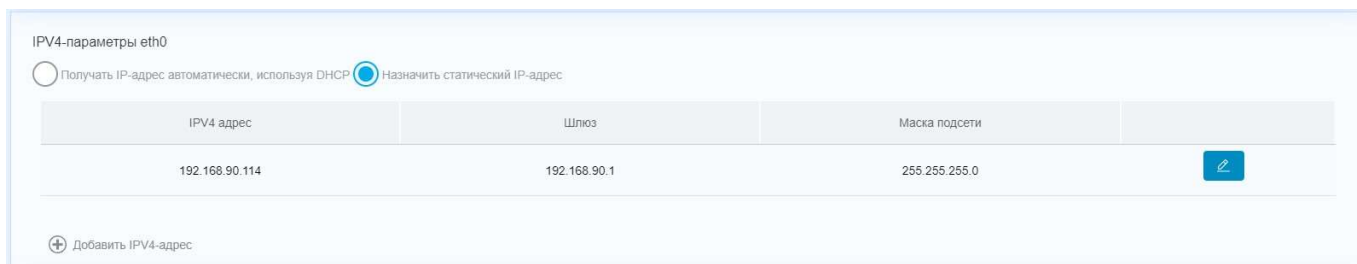 IPV4-параметры eth0
Получать IP-адрес автоматически, используя DHCP Назначить статический IP-адрес
IPV4 адрес Шлюз Маска подсети
192.168.90.114 192.168.90.1 255.255.255.0
Добавить IPV4-адрес